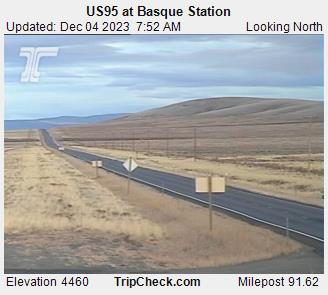 US95 at Basque Station
Updated: Dec 04 2023 7:52 AM Looking North
Elevation 4460 TripCheck.com Milepost 91.62